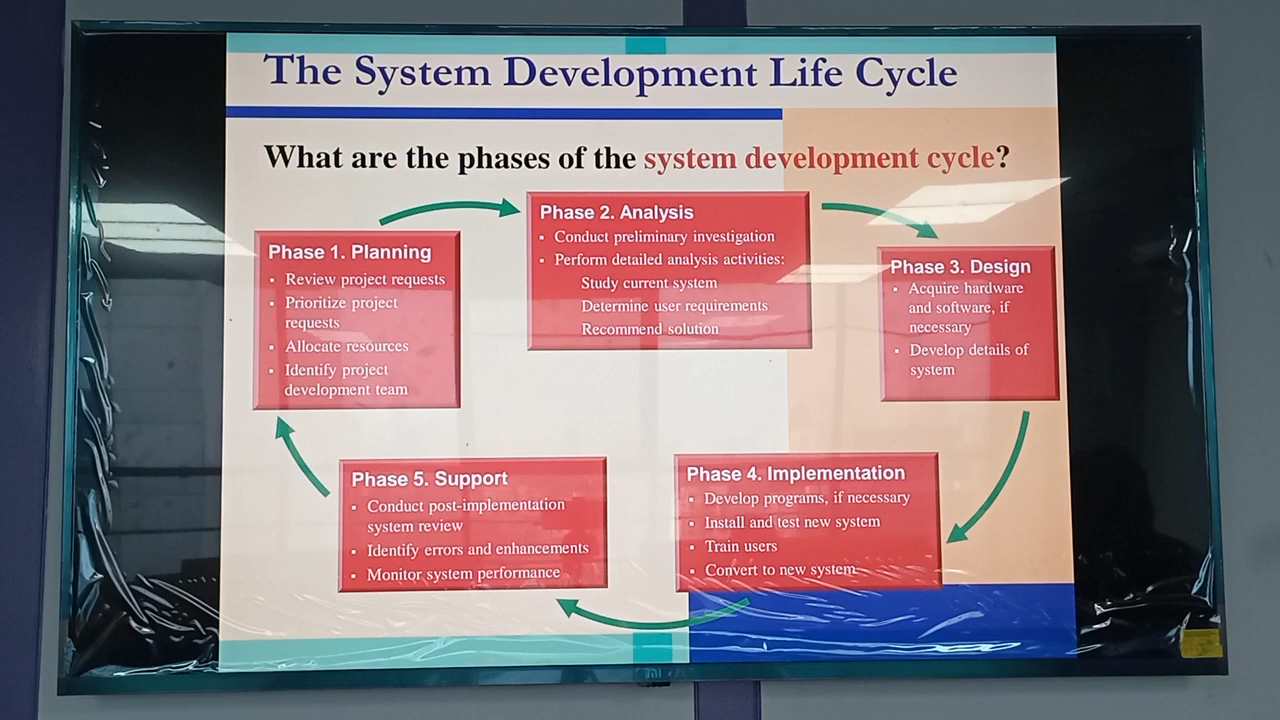 The System Development Life Cycle
What are the phases of the system development cycle?
Phase 1. Planning
▪ Review project requests
▪ Prioritize project
requests
▪ Allocate resources
▪ Identify project
development team
Phase 2. Analysis
▪ Conduct preliminary investigation
▪ Perform detailed analysis activities:
Study current system
Determine user requirements
Recommend solution
Phase 3. Design
▪ Acquire hardware
and software, if
necessary
▪ Develop details of
system
Phase 4. Implementation
▪ Develop programs, if necessary
▪ Install and test new system
▪ Train users
▪ Convert to new system
Phase 5. Support
▪ Conduct post-implementation
system review
▪ Identify errors and enhancements
▪ Monitor system performance
mi